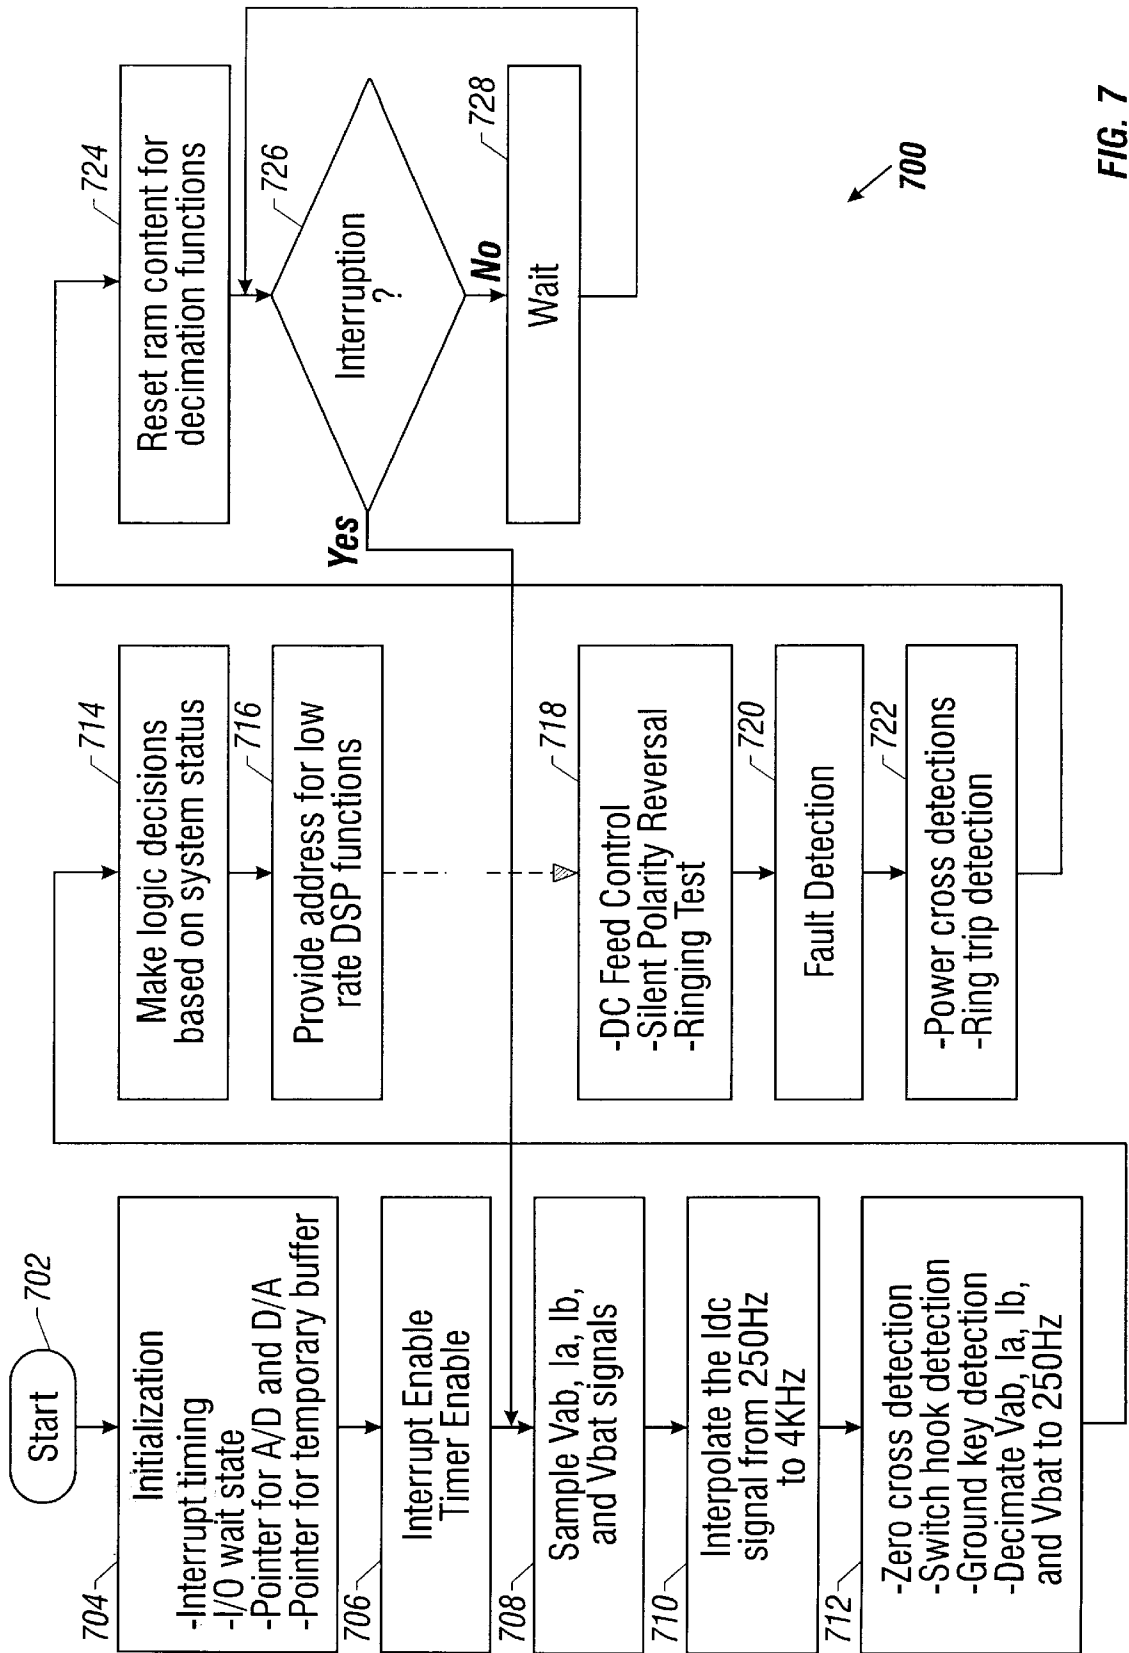 Start
702
704
Initialization
-Interrupt timing
-I/O wait state
-Pointer for A/D and D/A
-Pointer for temporary buffer
706
Interrupt Enable
Timer Enable
708
Sample Vab, Ia, Ib,
and Vbat signals
710
Interpolate the Idc
signal from 250Hz
to 4KHz
712
-Zero cross detection
-Switch hook detection
-Ground key detection
-Decimate Vab, Ia, Ib,
and Vbat to 250Hz
714
Make logic decisions
based on system status
716
Provide address for low
rate DSP functions
718
-DC Feed Control
-Silent Polarity Reversal
-Ringing Test
720
Fault Detection
722
-Power cross detections
-Ring trip detection
724
Reset ram content for
decimation functions
726
Interruption
?
Yes
No
728
Wait
700
FIG. 7